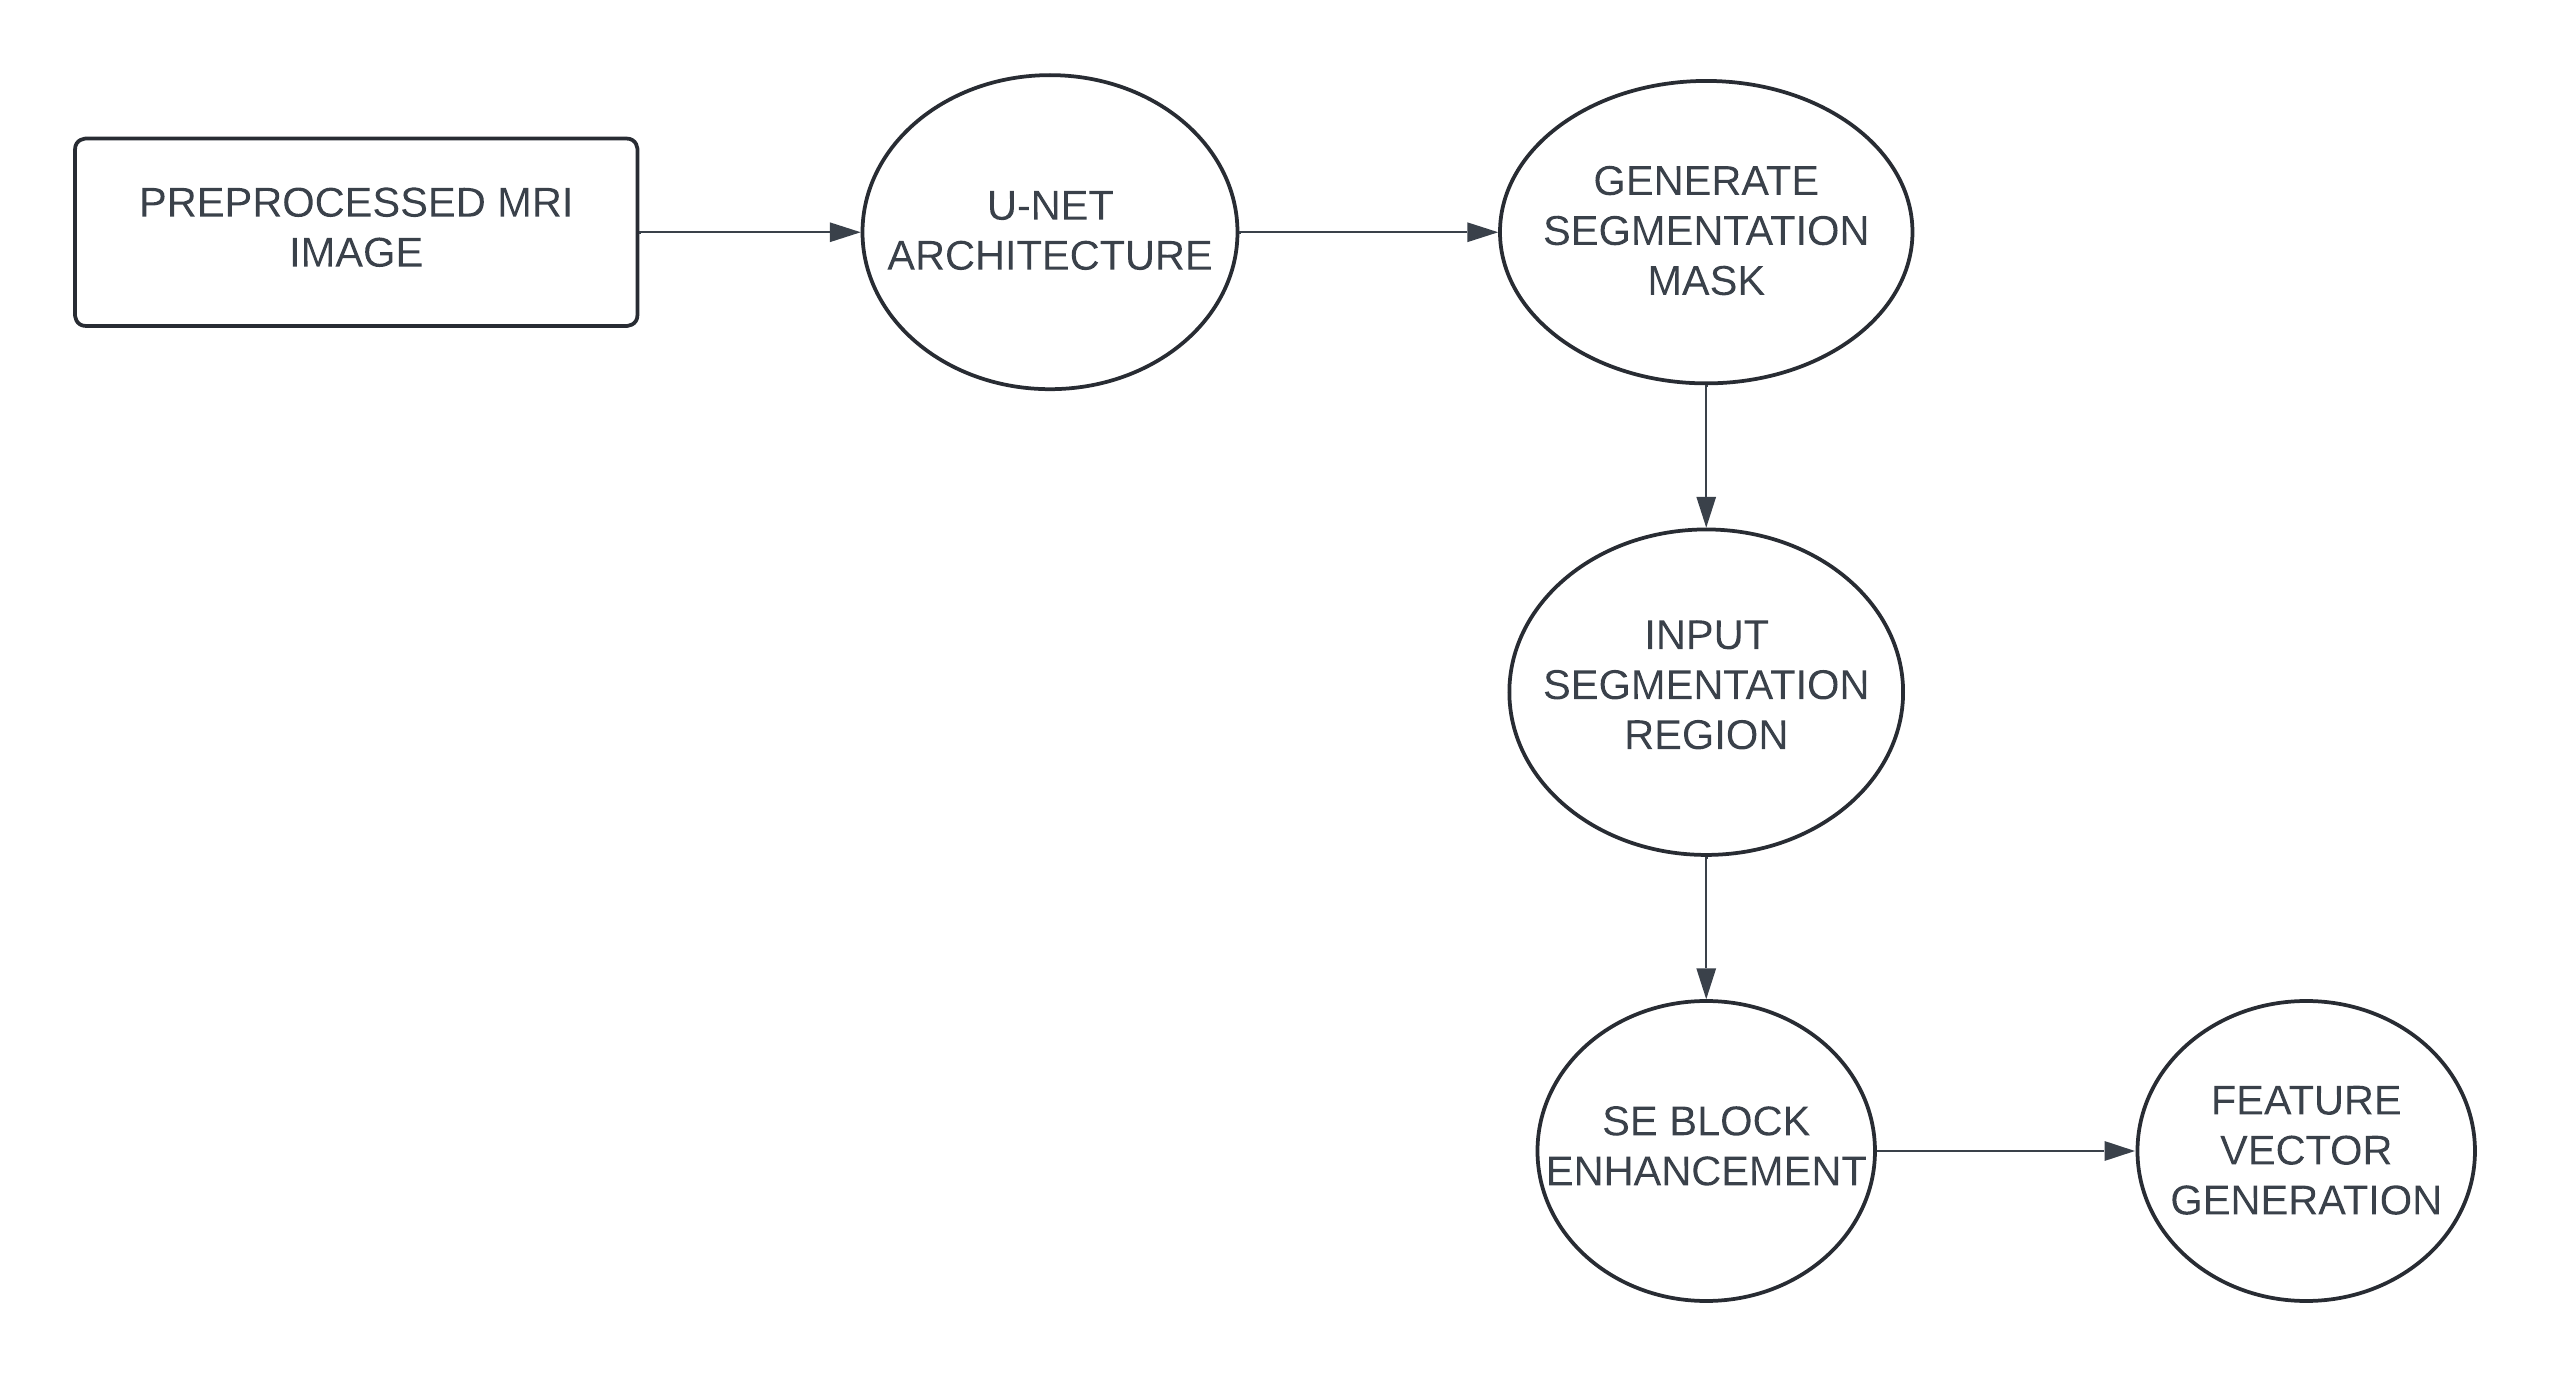 PREPROCESSED MRI
IMAGE
U-NET
ARCHITECTURE
GENERATE
SEGMENTATION
MASK
INPUT
SEGMENTATION
REGION
SE BLOCK
ENHANCEMENT
FEATURE
VECTOR
GENERATION